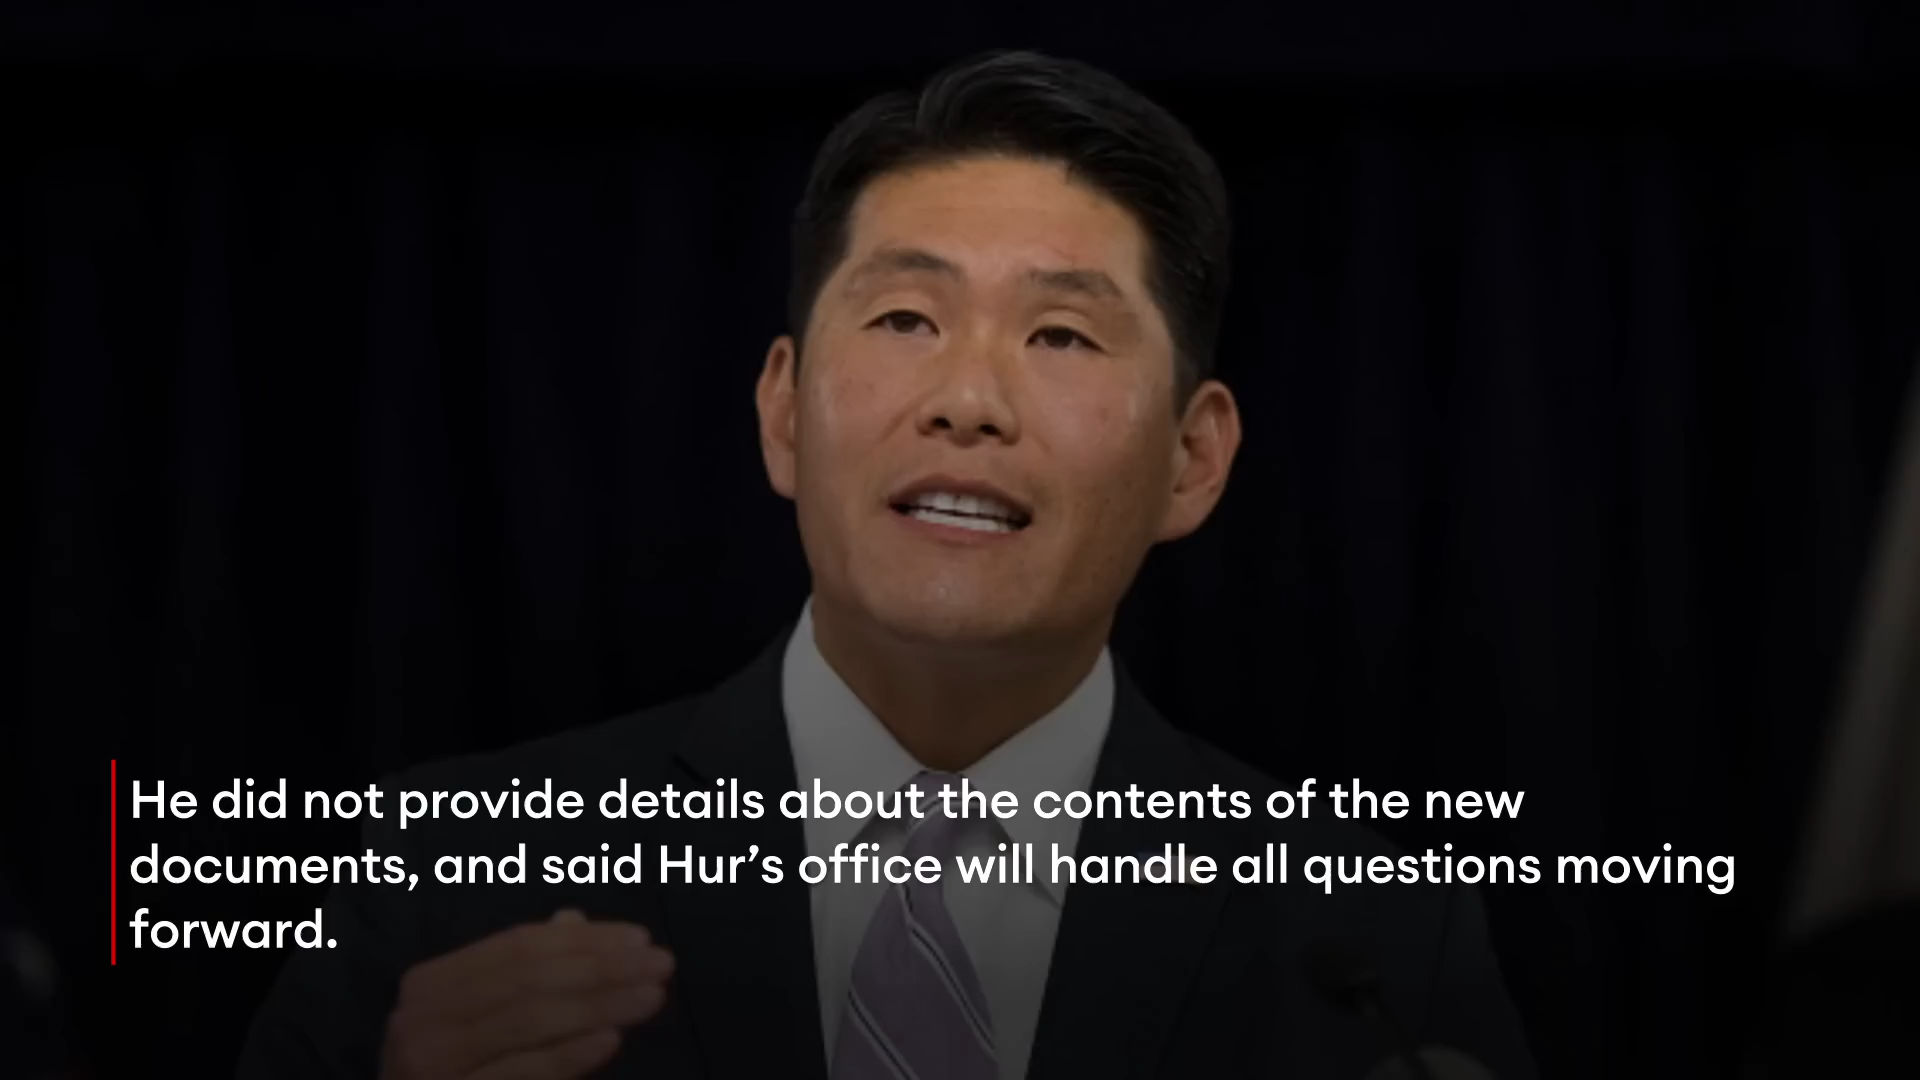 He did not provide details about the contents of the new
documents, and said Hur’s office will handle all questions moving
forward.